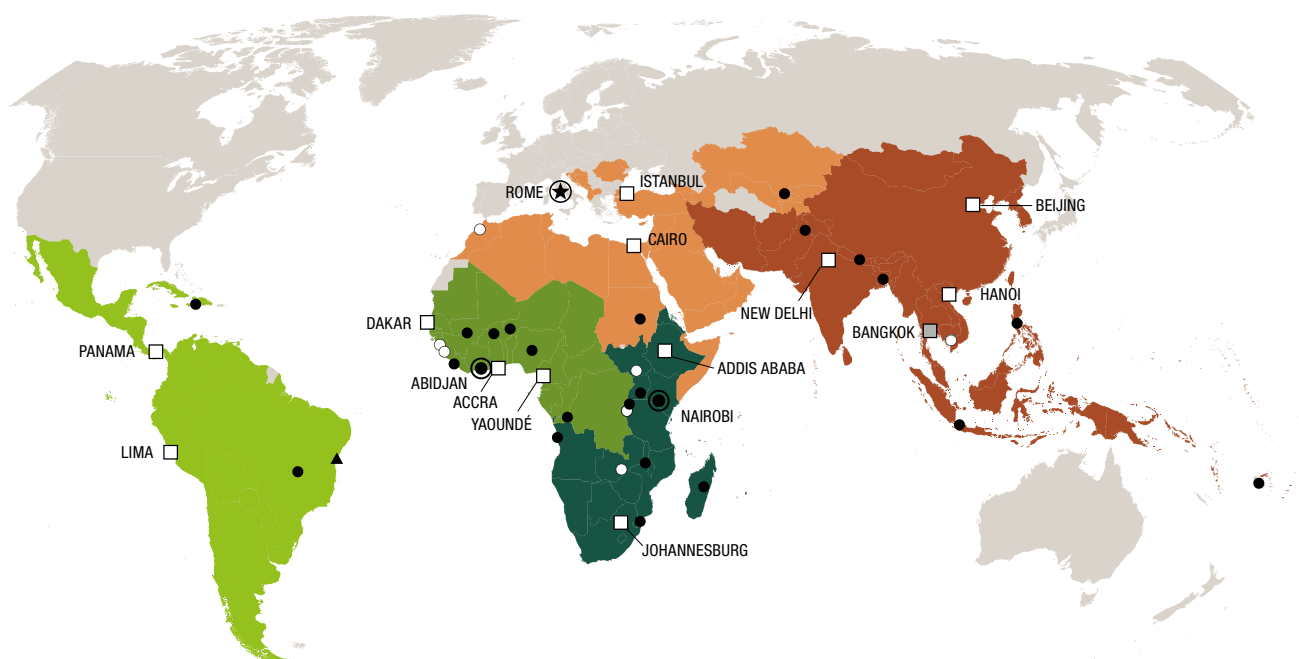 ROME
ISTANBUL
BEIJING
CAIRO
NEW DELHI
HANOI
DAKAR
BANGKOK
PANAMA
ADDIS ABABA
ABIDJAN
ACCRA
YAOUNDÉ
NAIROBI
LIMA
JOHANNESBURG